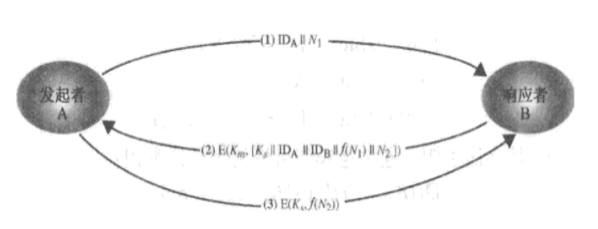 (1) ID_A || N_1
发起者
A
响应者
B
(2) E(K_m, [K_s || ID_A || ID_B || f(N_1) || N_2])
(3) E(K_s, f(N_2))